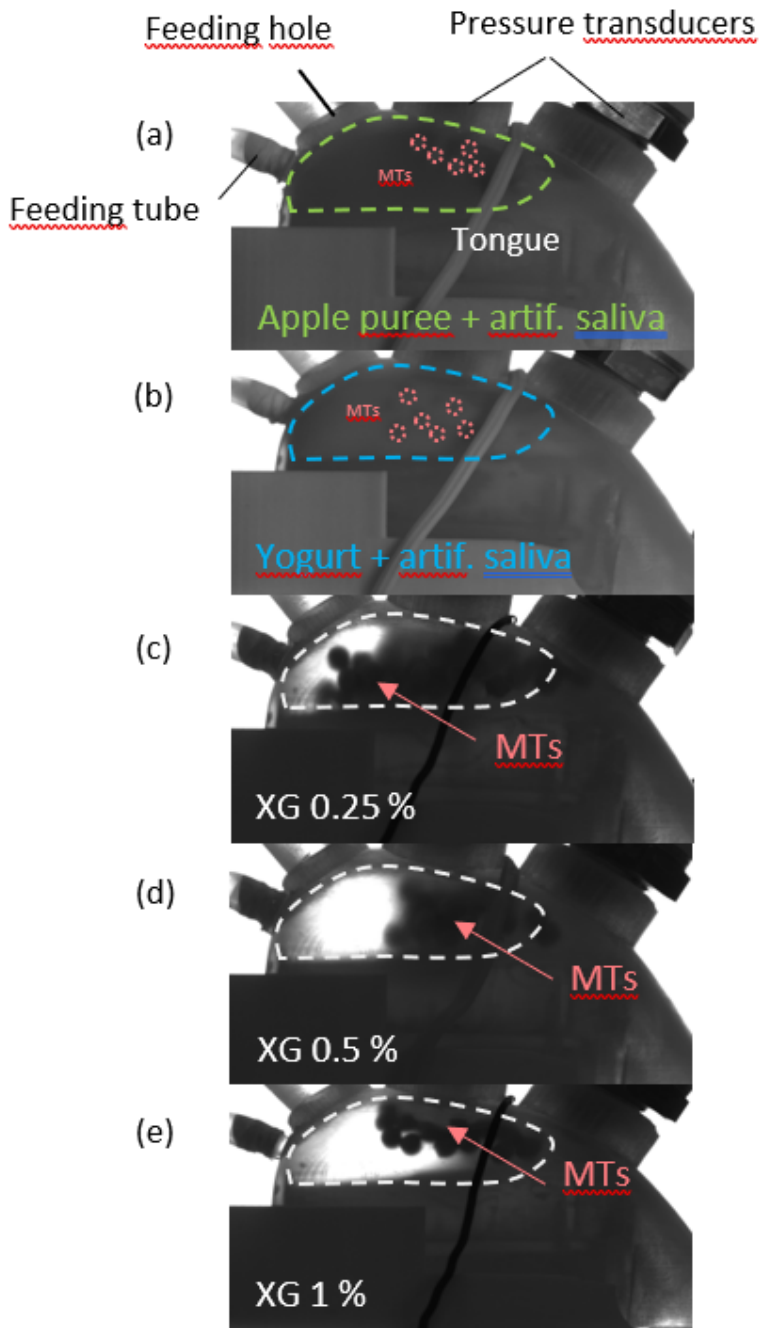 Feeding hole
Pressure transducers
(a)
MTs
Feeding tube
Tongue
Apple puree + artif. saliva
(b)
MTs
Yogurt + artif. saliva
(c)
MTs
XG 0.25 %
(d)
MTs
XG 0.5 %
(e)
MTs
XG 1 %